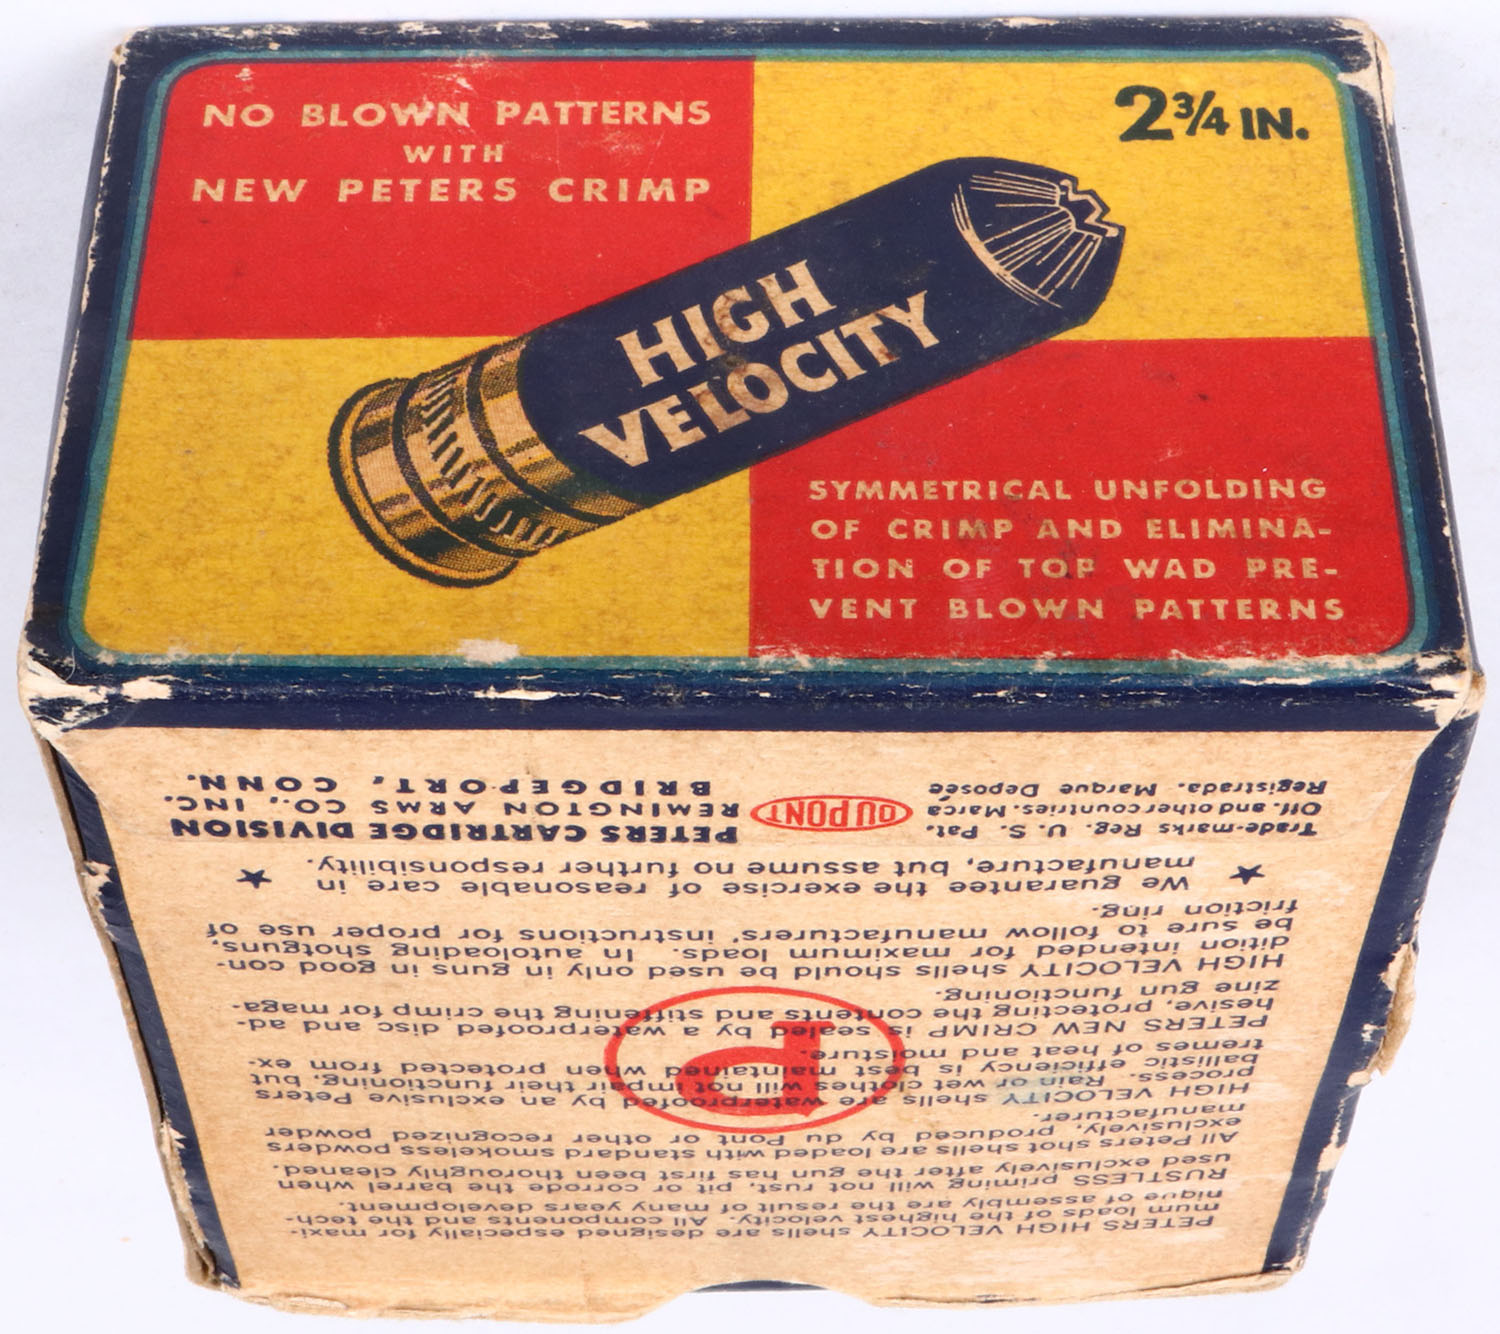 NO BLOWN PATTERNS
WITH
NEW PETERS CRIMP
2 3/4 IN.
HIGH
VELOCITY
SYMMETRICAL UNFOLDING
OF CRIMP AND ELIMINA-
TION OF TOP WAD PRE-
VENT BLOWN PATTERNS
PETERS HIGH VELOCITY shells are designed especially for maxi-
mum loads of the highest velocity. All components and the tech-
nique of assembly are the result of many years development.
RUSTLESS priming will not rust, pit or corrode the barrel when
used exclusively after the gun has first been thoroughly cleaned.
All Peters shot shells are loaded with standard smokeless powders
exclusively, produced by du Pont or other recognized powder
manufacturer.
HIGH VELOCITY shells are waterproofed by an exclusive Peters
process. Rain or wet clothes will not impair their functioning, but
ballistic efficiency is best maintained when protected from ex-
tremes of heat and moisture.
PETERS NEW CRIMP is sealed by a waterproofed disc and ad-
hesive, protecting the contents and stiffening the crimp for maga-
zine gun functioning.
HIGH VELOCITY shells should be used only in guns in good con-
dition intended for maximum loads. In autoloading shotguns,
be sure to follow manufacturers' instructions for proper use of
friction ring.
P
★ We guarantee the exercise of reasonable care in ★
manufacture, but assume no further responsibility.
Trade-marks Reg. U. S. Pat.
Off. and other countries. Marca
Registrada. Marque Deposée
DU PONT
PETERS CARTRIDGE DIVISION
REMINGTON ARMS CO., INC.
BRIDGEPORT, CONN.